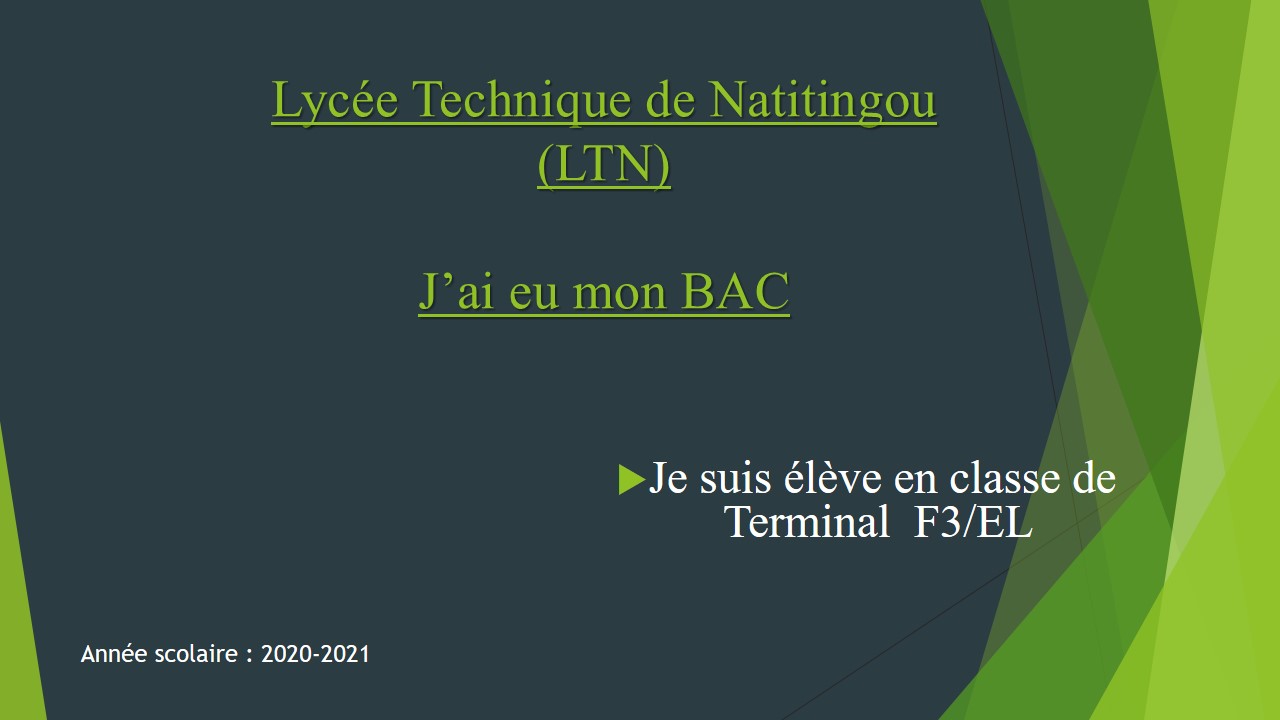 Lycée Technique de Natitingou
(LTN)
J’ai eu mon BAC
Je suis élève en classe de
Terminal F3/EL
Année scolaire : 2020-2021